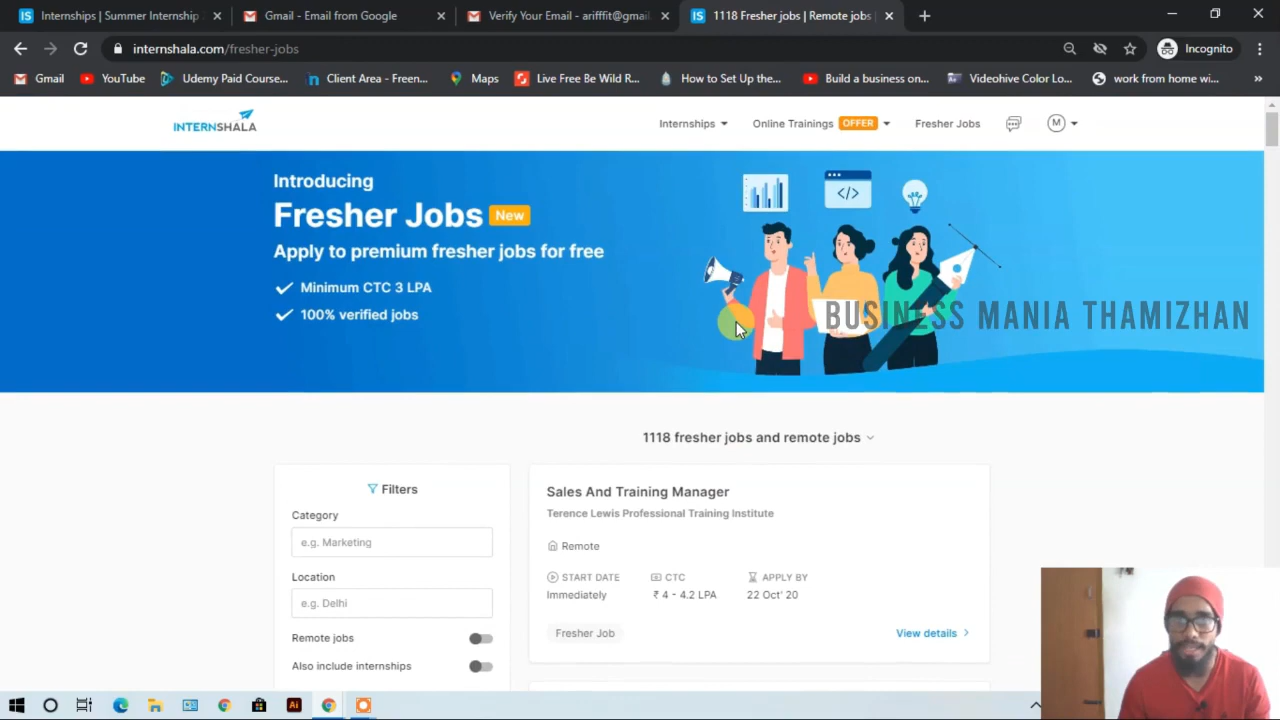 Internships | Summer Internship
Gmail - Email from Google
Verify Your Email - arifffit@gmai
IS
1118 Fresher jobs | Remote jobs
internshala.com/fresher-jobs
Incognito
Gmail
YouTube
Udemy Paid Course...
Client Area - Freen...
Maps
Live Free Be Wild R...
How to Set Up the...
Build a business on...
Videohive Color Lo...
work from home wi...
INTERNSHALA
Internships
Online Trainings OFFER
Fresher Jobs
M
Introducing
Fresher Jobs New
Apply to premium fresher jobs for free
Minimum CTC 3 LPA
100% verified jobs
</>
BUSINESS MANIA THAMIZHAN
1118 fresher jobs and remote jobs
Filters
Category
e.g. Marketing
Location
e.g. Delhi
Remote jobs
Also include internships
Sales And Training Manager
Terence Lewis Professional Training Institute
Remote
START DATE CTC APPLY BY
Immediately ₹ 4 - 4.2 LPA 22 Oct' 20
Fresher Job
View details >
Ai